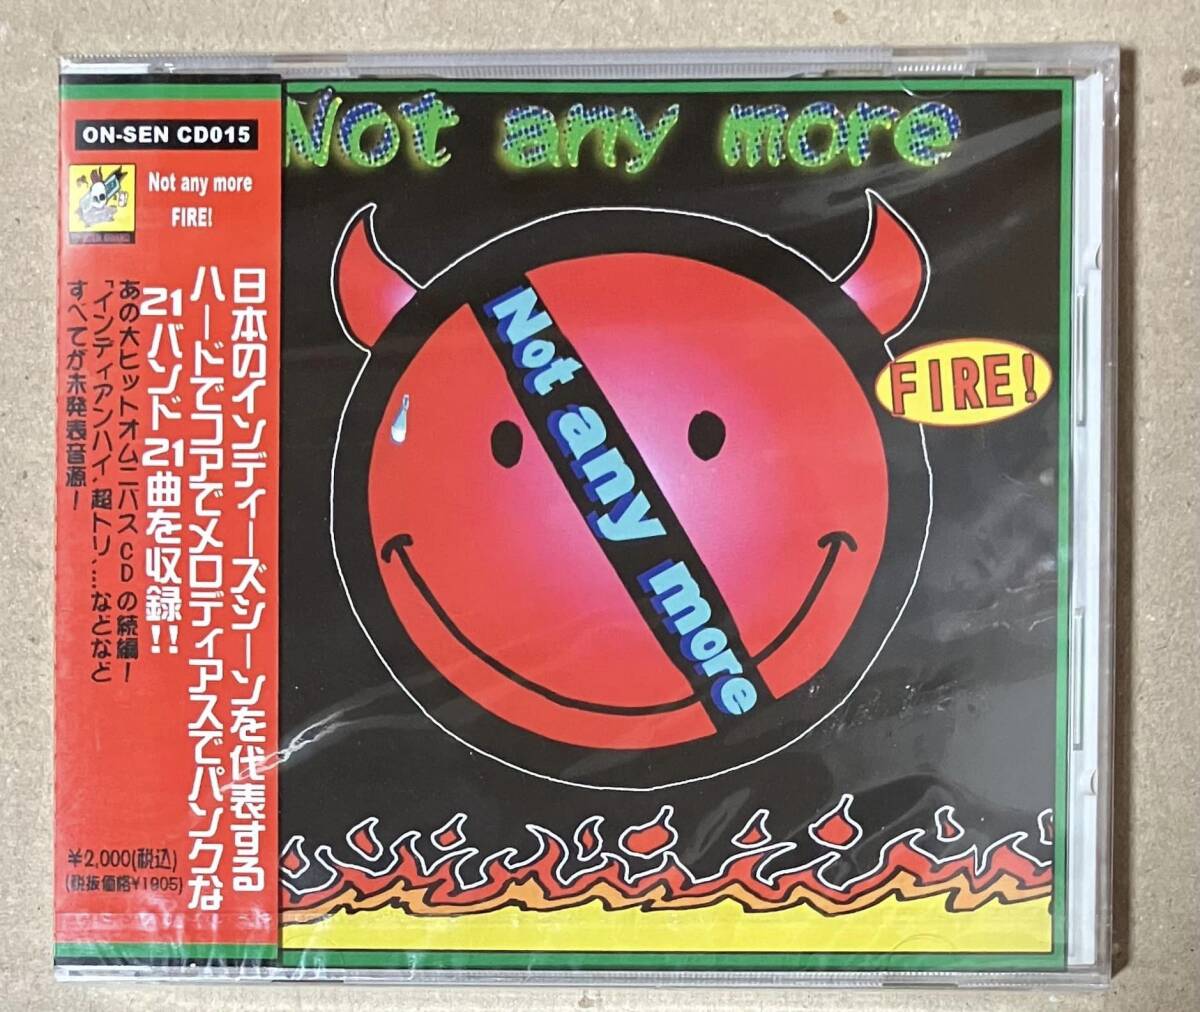 ON-SEN CD015
Not any more
FIRE!
日本のインディーズシーンを代表する
ハードでコアでメロディアスでパンクな
21バンド21曲を収録!!
あの大ヒットオムニバスCDの続編!
「インディアンハイ、超トリ、....などなど
すべてが未発表音源!
¥2,000(税込)
(税抜価格¥1905)
Not any more
Not any more
FIRE!